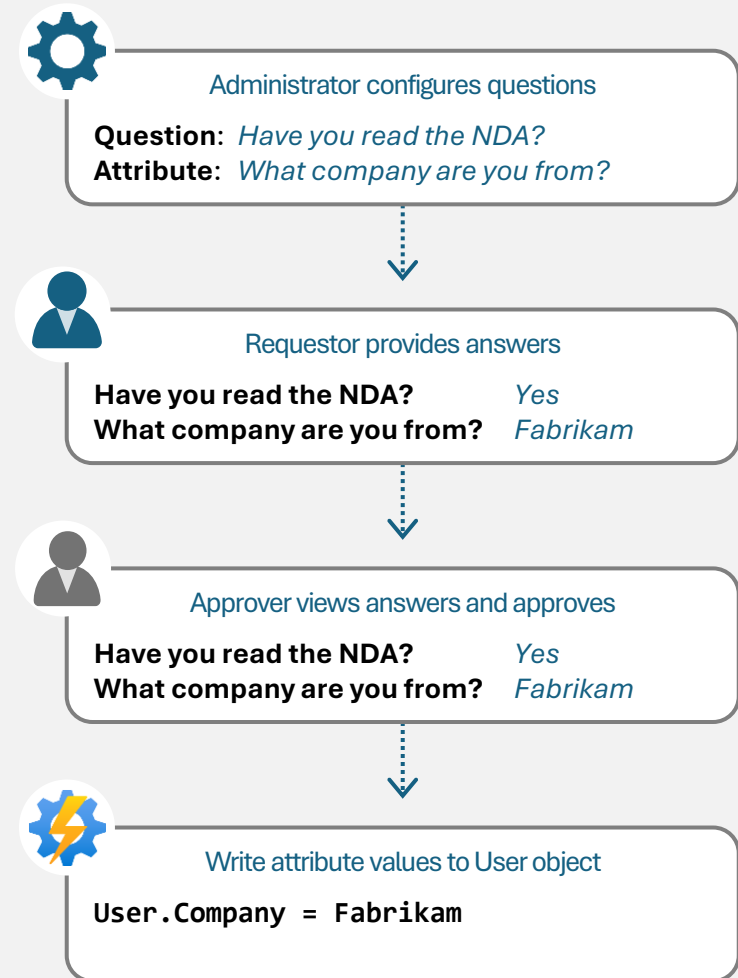 Administrator configures questions
Question: Have you read the NDA?
Attribute: What company are you from?
Requestor provides answers
Have you read the NDA? Yes
What company are you from? Fabrikam
Approver views answers and approves
Have you read the NDA? Yes
What company are you from? Fabrikam
Write attribute values to User object
User.Company = Fabrikam